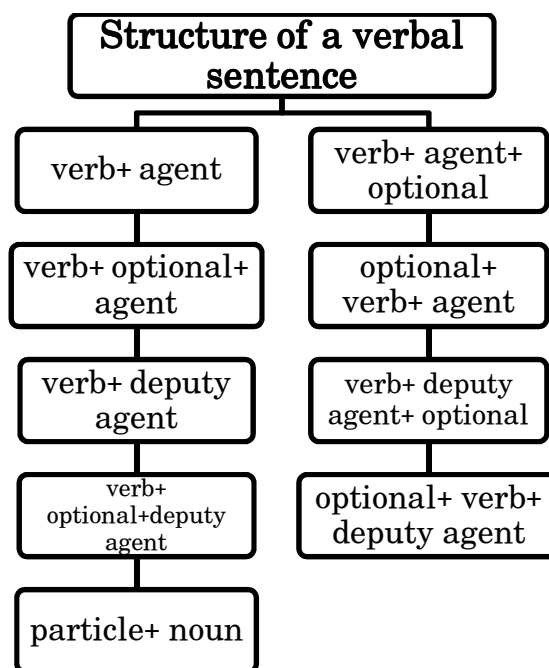 Structure of a verbal
sentence
verb+ agent
verb+ agent+
optional
verb+ optional+
agent
optional+
verb+ agent
verb+ deputy
agent
verb+ deputy
agent+ optional
verb+
optional+deputy
agent
optional+ verb+
deputy agent
particle+ noun